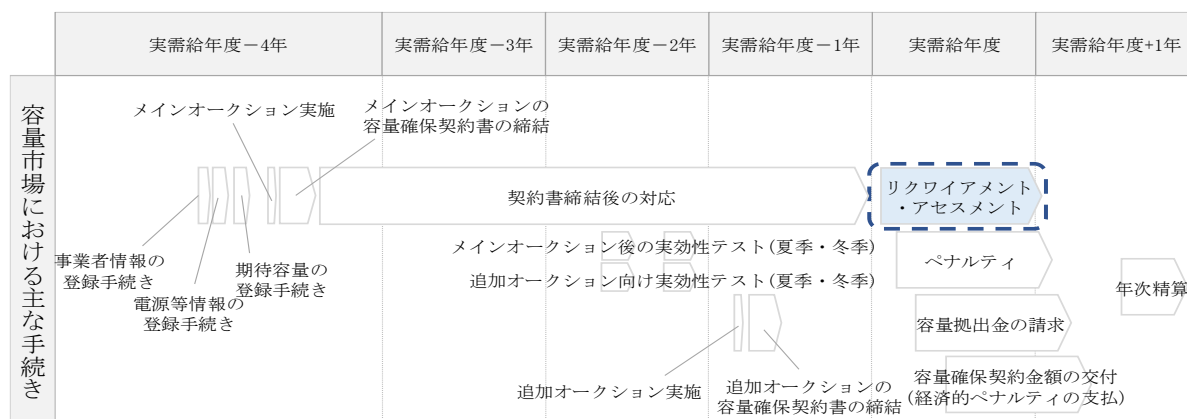 実需給年度－4年
実需給年度－3年
実需給年度－2年
実需給年度－1年
実需給年度
実需給年度+1年
容量市場における主な手続き
メインオークション実施
メインオークションの
容量確保契約書の締結
契約書締結後の対応
リクワイアメント
・アセスメント
事業者情報の
登録手続き
電源等情報の
登録手続き
期待容量の
登録手続き
メインオークション後の実効性テスト(夏季・冬季)
追加オークション向け実効性テスト(夏季・冬季)
ペナルティ
年次精算
追加オークション実施
追加オークションの
容量確保契約書の締結
容量拠出金の請求
容量確保契約金額の交付
(経済的ペナルティの支払)